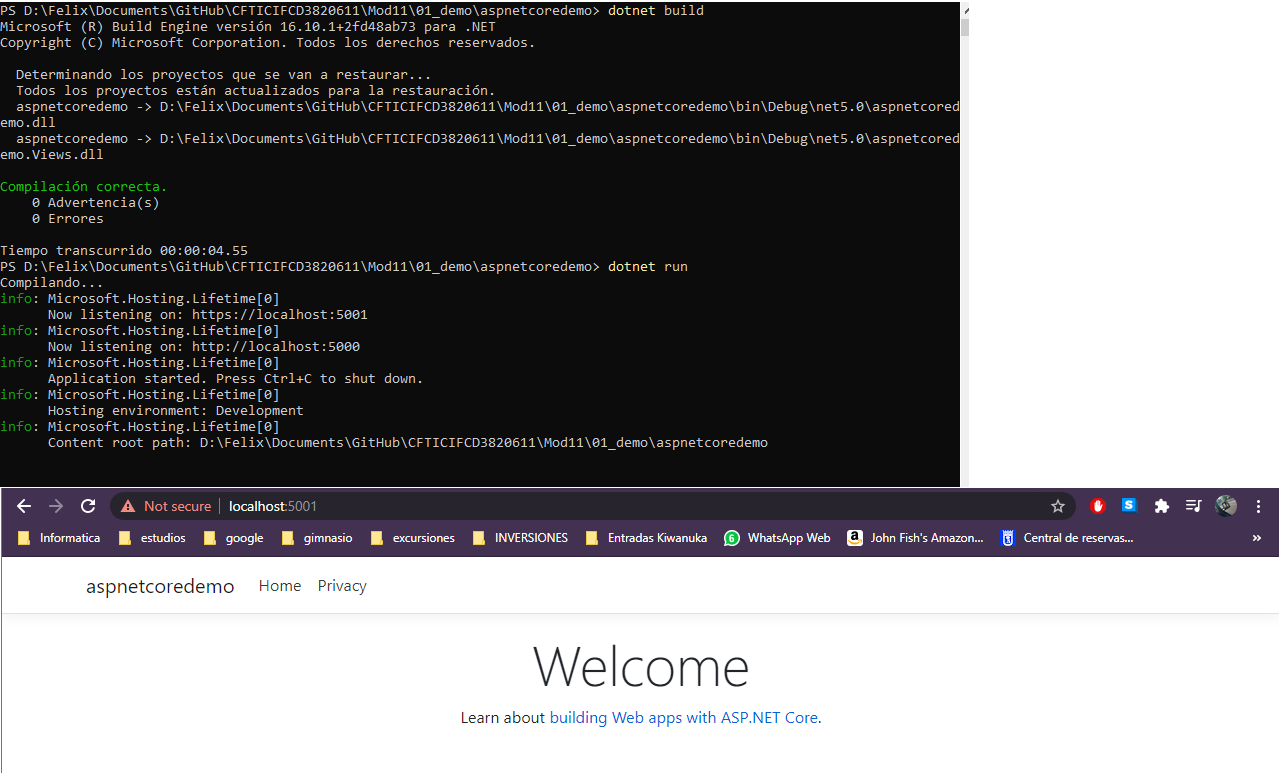 PS D:\Felix\Documents\GitHub\CFTICIFCD3820611\Mod11\01_demo\aspnetcoredemo> dotnet build
Microsoft (R) Build Engine versión 16.10.1+2fd48ab73 para .NET
Copyright (C) Microsoft Corporation. Todos los derechos reservados.
Determinando los proyectos que se van a restaurar...
Todos los proyectos están actualizados para la restauración.
aspnetcoredemo -> D:\Felix\Documents\GitHub\CFTICIFCD3820611\Mod11\01_demo\aspnetcoredemo\bin\Debug\net5.0\aspnetcored
emo.dll
aspnetcoredemo -> D:\Felix\Documents\GitHub\CFTICIFCD3820611\Mod11\01_demo\aspnetcoredemo\bin\Debug\net5.0\aspnetcored
emo.Views.dll
Compilación correcta.
0 Advertencia(s)
0 Errores
Tiempo transcurrido 00:00:04.55
PS D:\Felix\Documents\GitHub\CFTICIFCD3820611\Mod11\01_demo\aspnetcoredemo> dotnet run
Compilando...
info: Microsoft.Hosting.Lifetime[0]
Now listening on: https://localhost:5001
info: Microsoft.Hosting.Lifetime[0]
Now listening on: http://localhost:5000
info: Microsoft.Hosting.Lifetime[0]
Application started. Press Ctrl+C to shut down.
info: Microsoft.Hosting.Lifetime[0]
Hosting environment: Development
info: Microsoft.Hosting.Lifetime[0]
Content root path: D:\Felix\Documents\GitHub\CFTICIFCD3820611\Mod11\01_demo\aspnetcoredemo
Not secure localhost:5001 S
Informatica estudios google gimnasio excursiones INVERSIONES Entradas Kiwanuka 6 WhatsApp Web a John Fish's Amazon... Central de reservas... »
aspnetcoredemo Home Privacy
Welcome
Learn about building Web apps with ASP.NET Core.